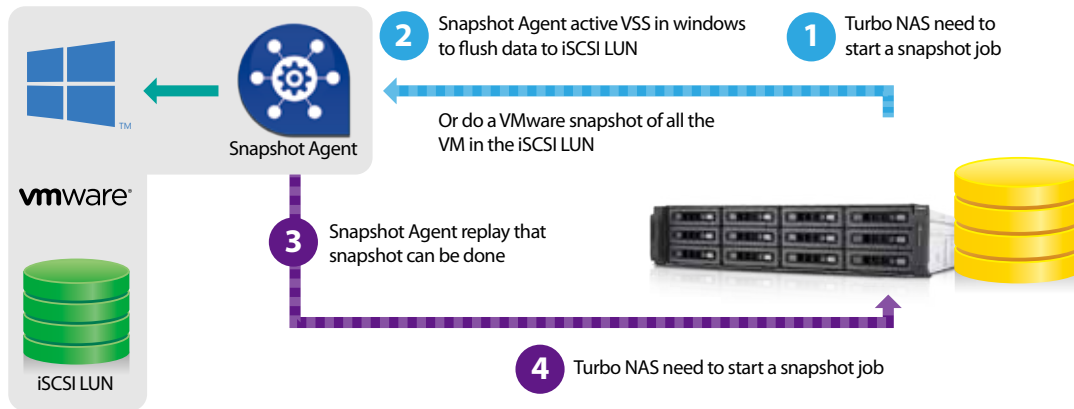 1
Turbo NAS need to
start a snapshot job
2
Snapshot Agent active VSS in windows
to flush data to iSCSI LUN
Or do a VMware snapshot of all the
VM in the iSCSI LUN
TM
Snapshot Agent
vmware®
3
Snapshot Agent replay that
snapshot can be done
iSCSI LUN
4
Turbo NAS need to start a snapshot job